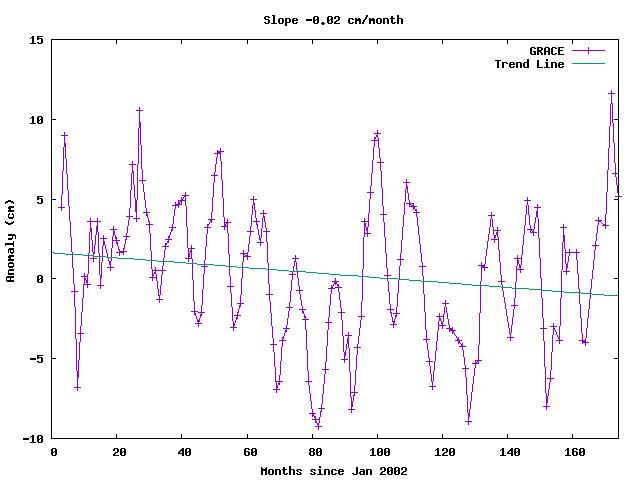 Slope -0.02 cm/month
GRACE
Trend Line
Anomaly (cm)
15
10
5
0
-5
-10
0 20 40 60 80 100 120 140 160
Months since Jan 2002